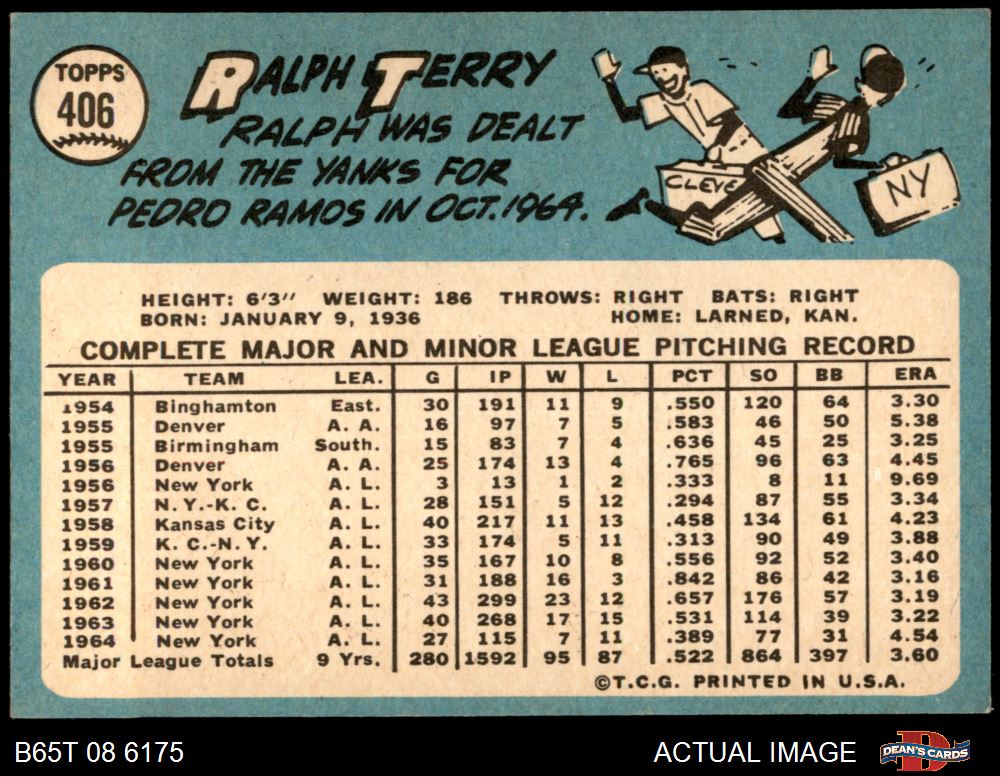 TOPPS
406
RALPH TERRY
RALPH WAS DEALT
FROM THE YANKS FOR
PEDRO RAMOS IN OCT. 1964.
CLEVE
NY
HEIGHT: 6'3" WEIGHT: 186 THROWS: RIGHT BATS: RIGHT
BORN: JANUARY 9, 1936 HOME: LARNED, KAN.
COMPLETE MAJOR AND MINOR LEAGUE PITCHING RECORD
YEAR TEAM LEA. G IP W L PCT SO BB ERA
1954 Binghamton East. 30 191 11 9 .550 120 64 3.30
1955 Denver A. A. 16 97 7 5 .583 46 50 5.38
1955 Birmingham South. 15 83 7 4 .636 45 25 3.25
1956 Denver A. A. 25 174 13 4 .765 96 63 4.45
1956 New York A. L. 3 13 1 2 .333 8 11 9.69
1957 N. Y.-K. C. A. L. 28 151 5 12 .294 87 55 3.34
1958 Kansas City A. L. 40 217 11 13 .458 134 61 4.23
1959 K. C.-N. Y. A. L. 33 174 5 11 .313 90 49 3.88
1960 New York A. L. 35 167 10 8 .556 92 52 3.40
1961 New York A. L. 31 188 16 3 .842 86 42 3.16
1962 New York A. L. 43 299 23 12 .657 176 57 3.19
1963 New York A. L. 40 268 17 15 .531 114 39 3.22
1964 New York A. L. 27 115 7 11 .389 77 31 4.54
Major League Totals 9 Yrs. 280 1592 95 87 .522 864 397 3.60
©T.C.G. PRINTED IN U.S.A.
B65T 08 6175 ACTUAL IMAGE DEAN'S CARDS